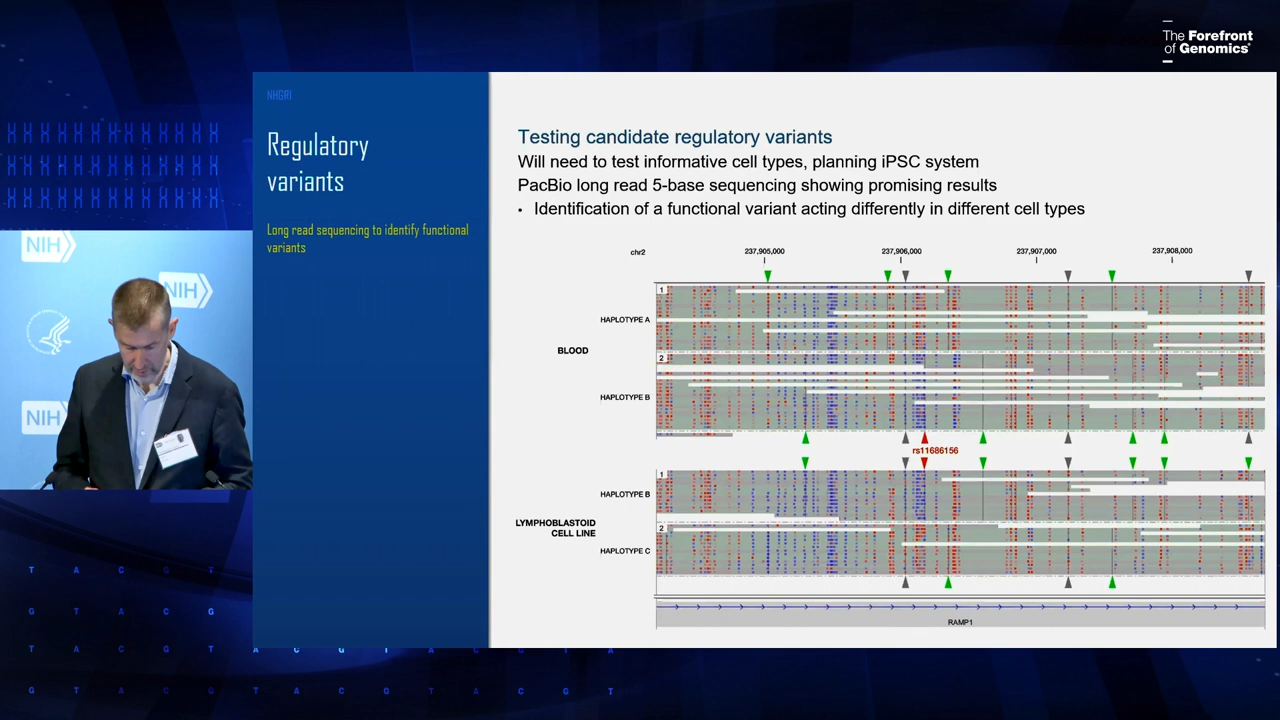 The Forefront
of Genomics®
NHGRI
Regulatory
variants
Long read sequencing to identify functional
variants
Testing candidate regulatory variants
Will need to test informative cell types, planning iPSC system
PacBio long read 5-base sequencing showing promising results
• Identification of a functional variant acting differently in different cell types
chr2
237,905,000
237,906,000
237,907,000
237,908,000
1
HAPLOTYPE A
BLOOD
2
HAPLOTYPE B
rs11686156
1
HAPLOTYPE B
LYMPHOBLASTOID
CELL LINE
2
HAPLOTYPE C
RAMP1
NIH
NIH
NIH
T A C G T
G T A C G
T A C G T A C G T A C G T A
G T A C G T A C G T A C G T